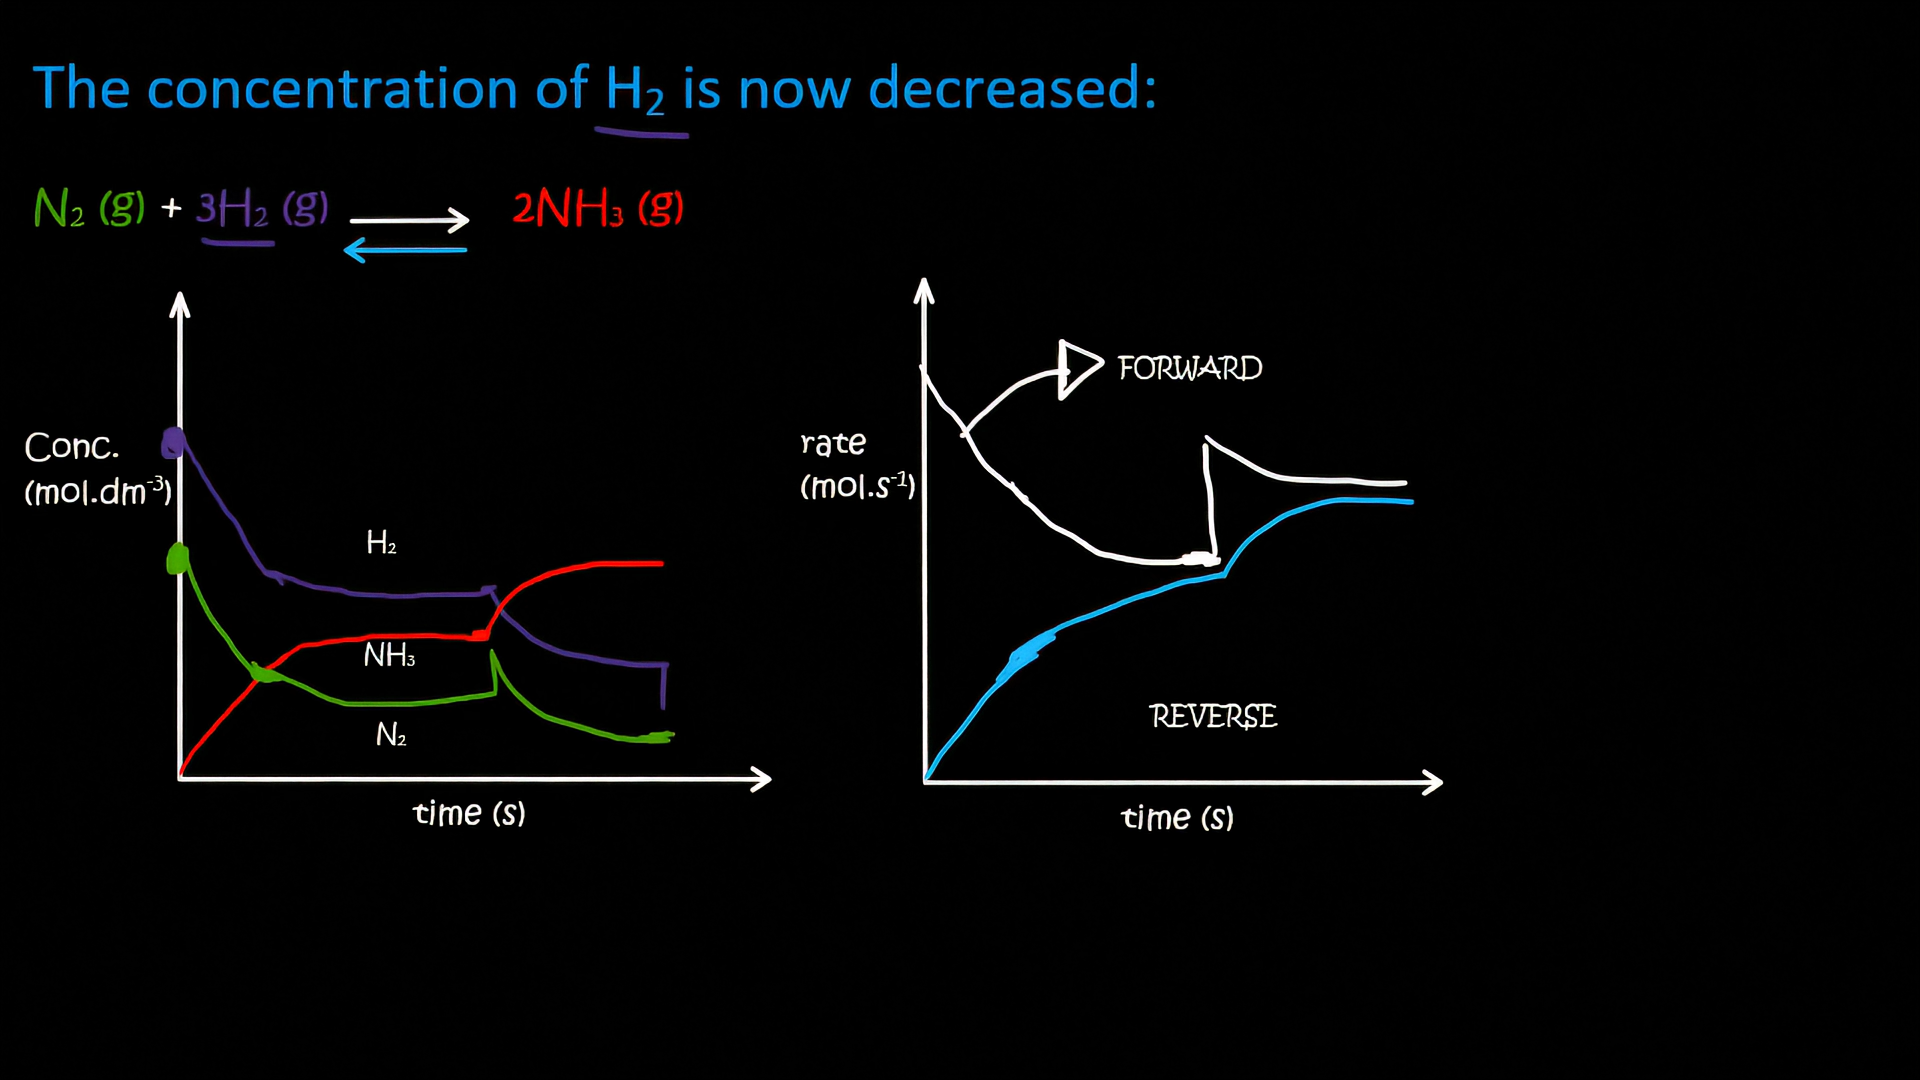 The concentration of H₂ is now decreased:
N₂ (g) + 3H₂ (g) 2NH₃ (g)
Conc.
(mol.dm⁻³)
H₂
NH₃
N₂
time (s)
rate
(mol.s⁻¹)
FORWARD
REVERSE
time (s)